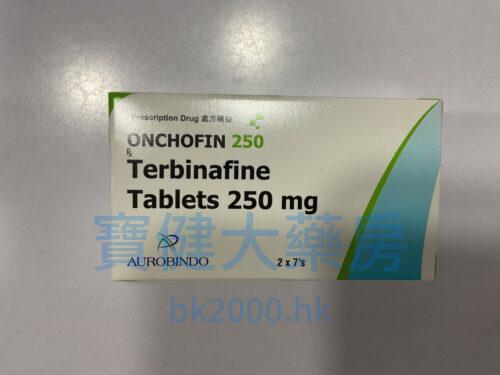 Prescription Drug 處方藥物
ONCHOFIN 250
Rx
Terbinafine
Tablets 250 mg
寶健大藥房
AUROBINDO
2 x 7's
bk2000.hk